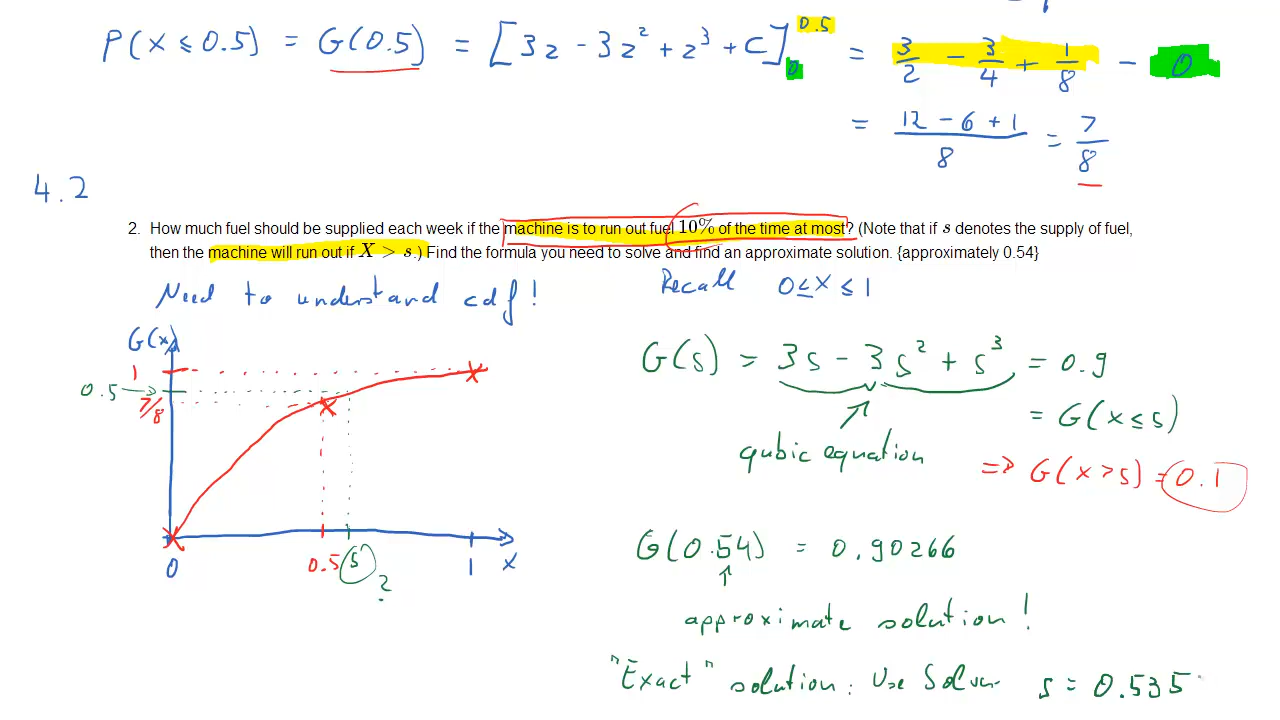 P(X ≤ 0.5) = G(0.5) = [3z - 3z² + z³ + C]₀^0.5 = 3/2 - 3/4 + 1/8 - 0
= (12 - 6 + 1)/8 = 7/8
4.2
2. How much fuel should be supplied each week if the machine is to run out fuel 10% of the time at most? (Note that if s denotes the supply of fuel,
then the machine will run out if X > s.) Find the formula you need to solve and find an approximate solution. {approximately 0.54}
Need to understand cdf!
Recall 0 ≤ X ≤ 1
G(x)
1
0.5
7/8
0
0.5
s
?
1
x
G(s) = 3s - 3s² + s³ = 0.9
= G(x ≤ s)
qubic equation
⇒ G(x > s) = 0.1
G(0.54) = 0.90266
approximate solution!
"Exact" solution: Use Solver s = 0.535